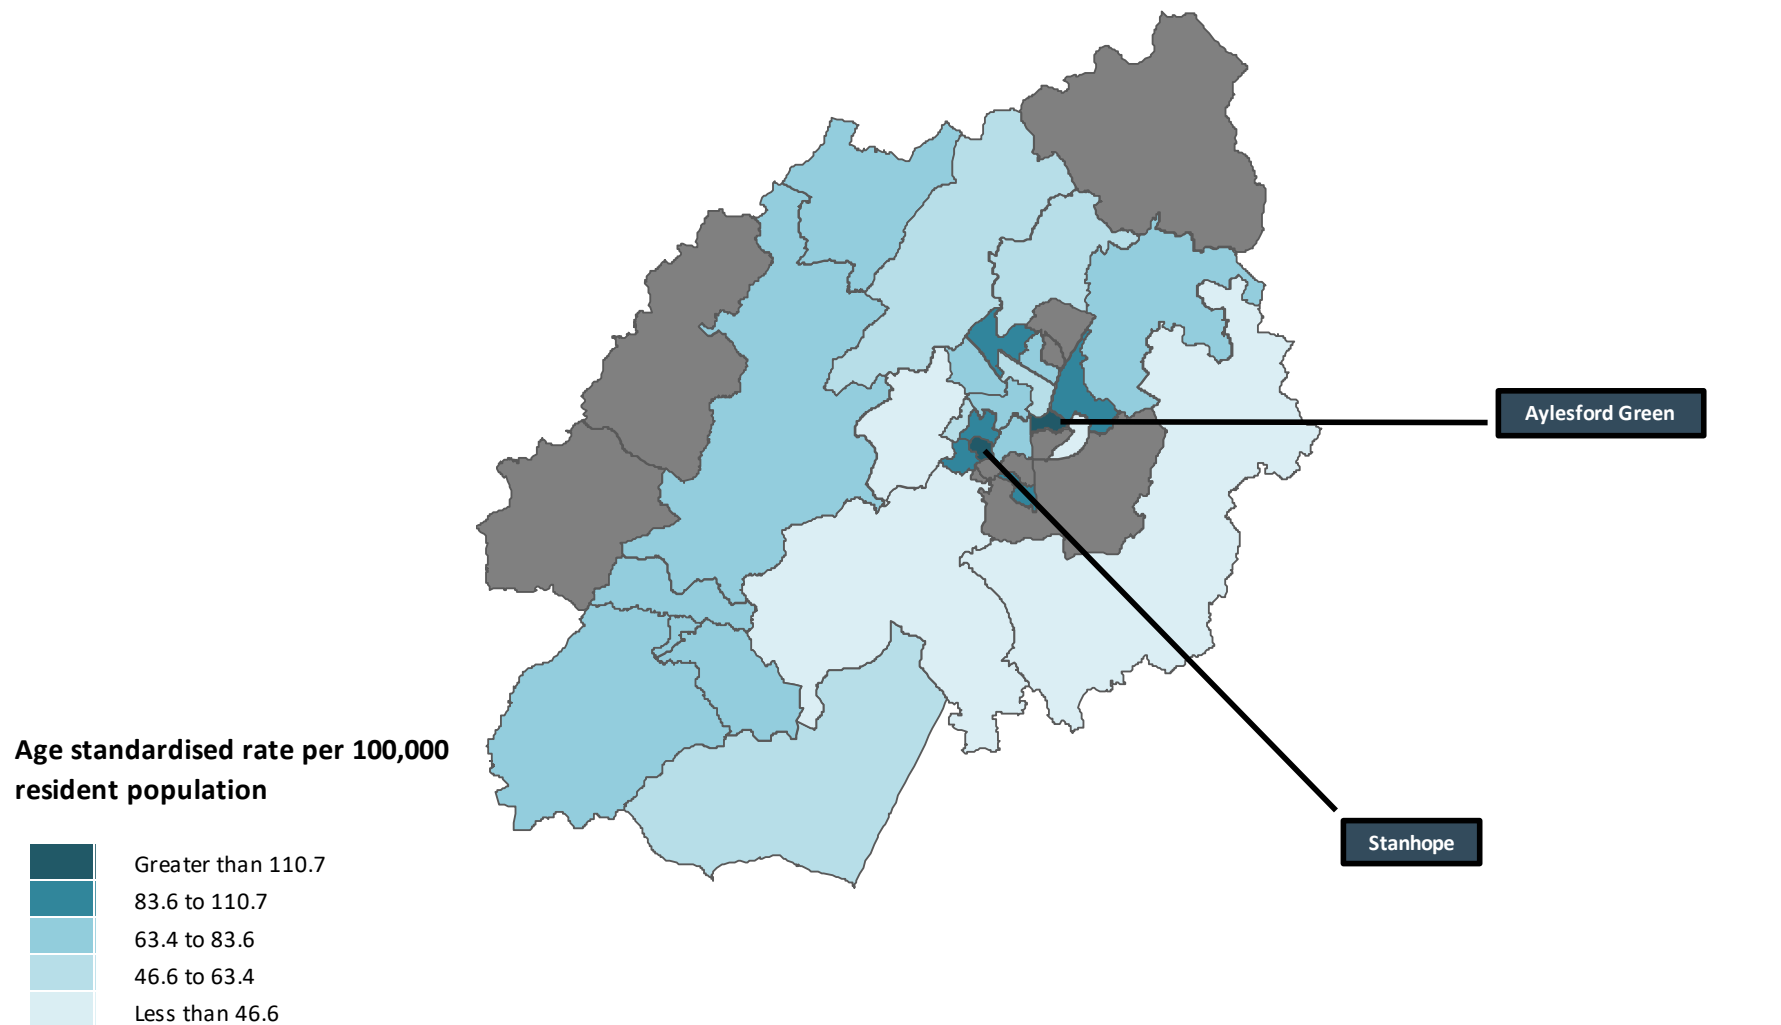 Aylesford Green
Age standardised rate per 100,000
resident population
Stanhope
Greater than 110.7
83.6 to 110.7
63.4 to 83.6
46.6 to 63.4
Less than 46.6